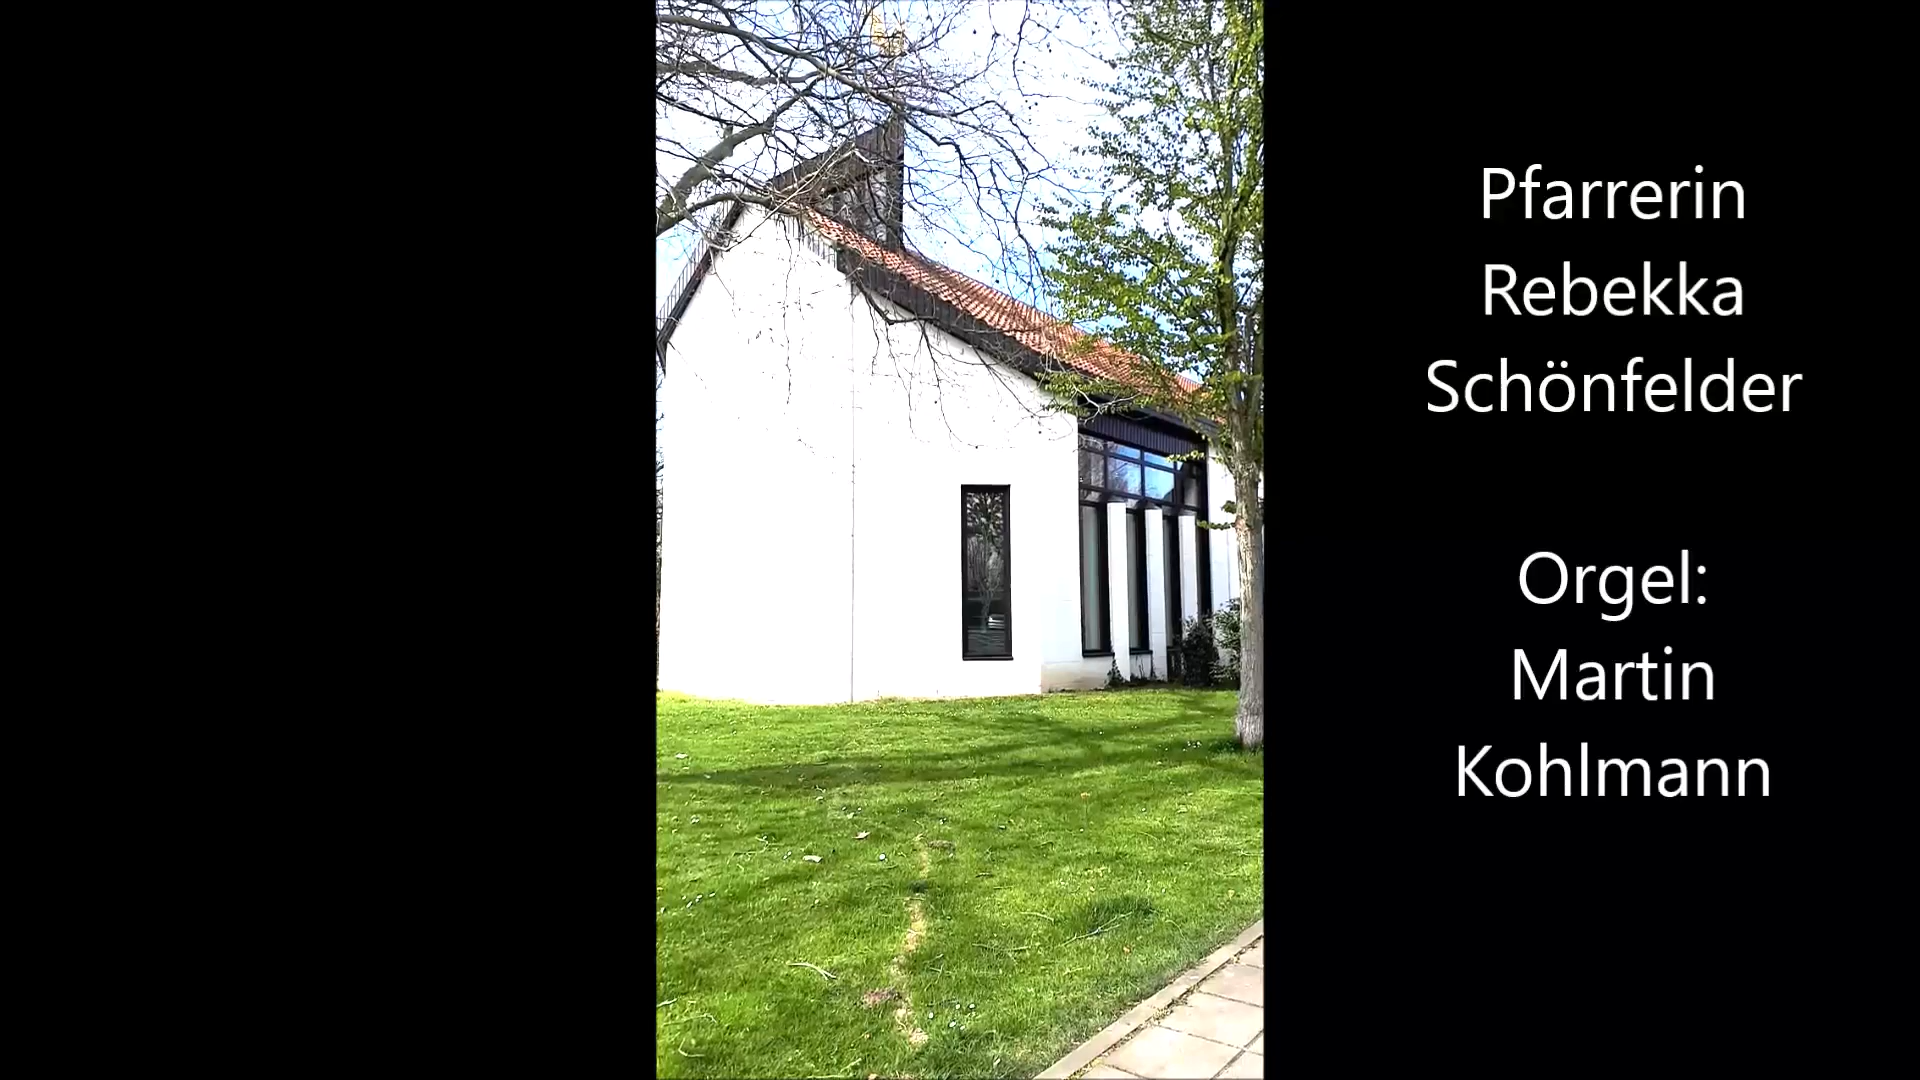 Pfarrerin
Rebekka
Schönfelder
Orgel:
Martin
Kohlmann